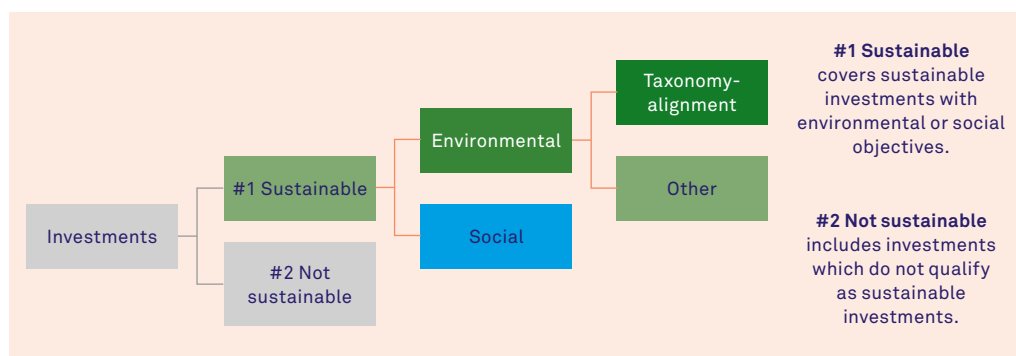 Investments
#1 Sustainable
#2 Not
sustainable
Environmental
Social
Taxonomy-
alignment
Other
#1 Sustainable
covers sustainable
investments with
environmental or social
objectives.
#2 Not sustainable
includes investments
which do not qualify
as sustainable
investments.